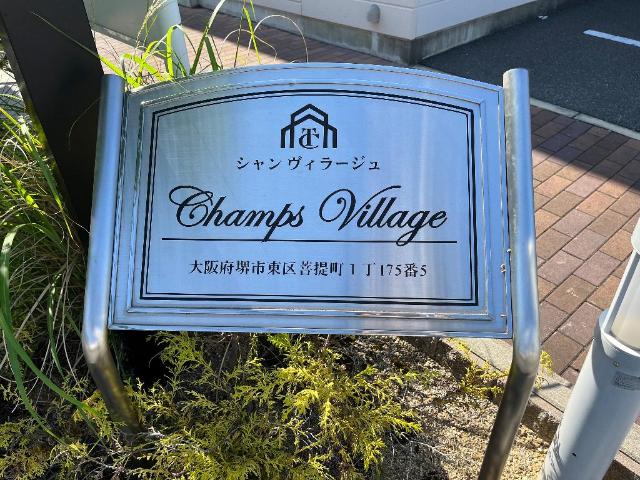 TC
シャン ヴィラージュ
Champs Village
大阪府堺市東区菩提町1丁175番5